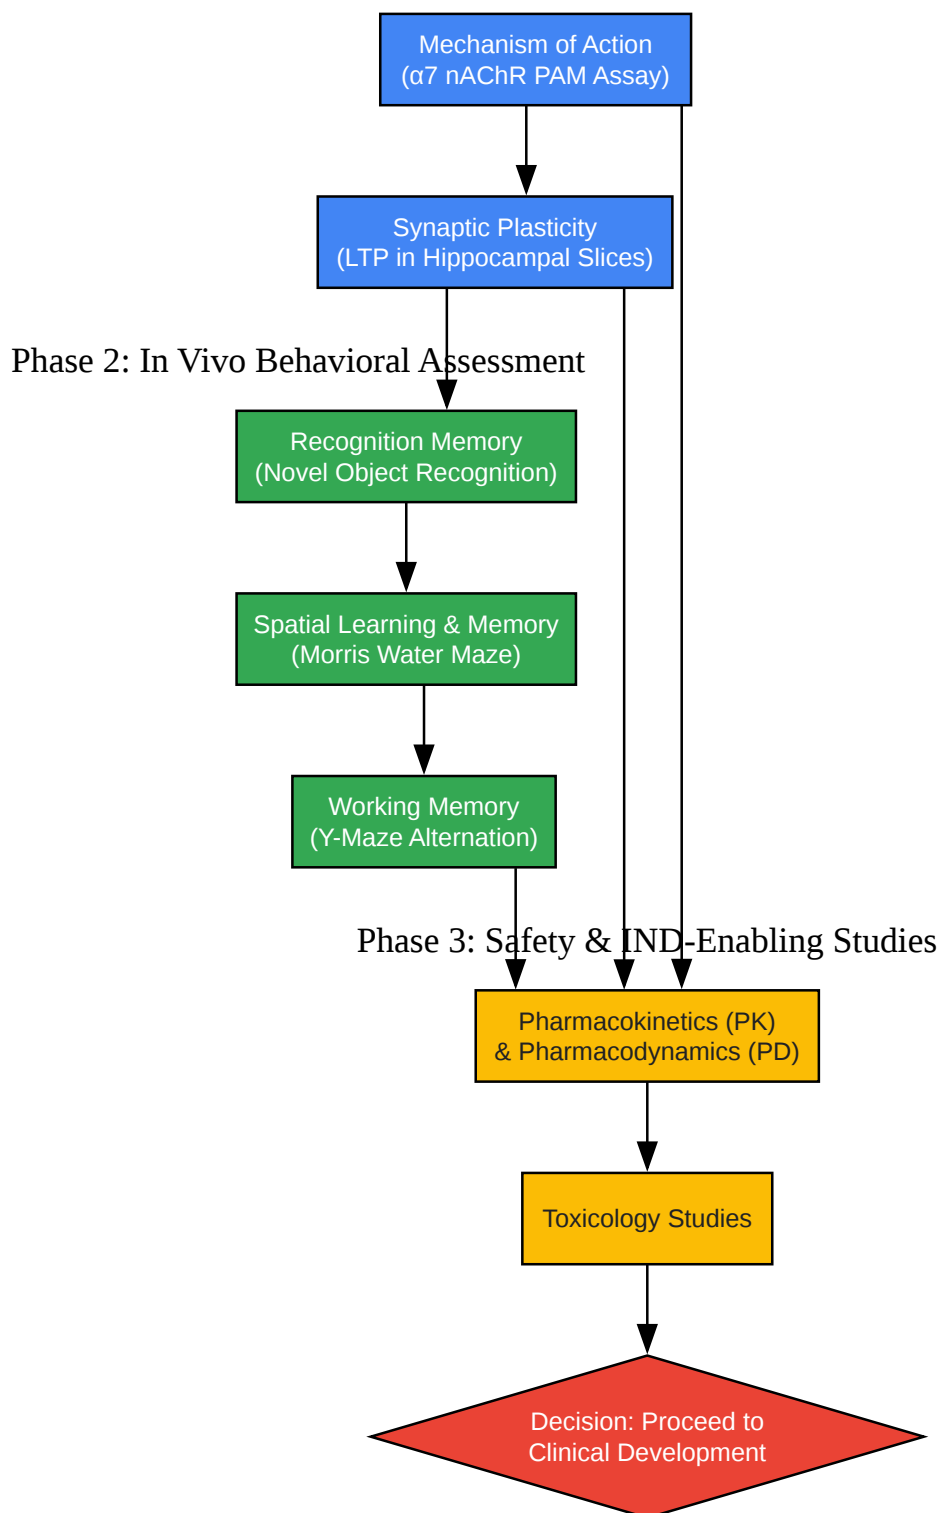 Mechanism of Action
(α7 nAChR PAM Assay)
Synaptic Plasticity
(LTP in Hippocampal Slices)
Phase 2: In Vivo Behavioral Assessment
Recognition Memory
(Novel Object Recognition)
Spatial Learning & Memory
(Morris Water Maze)
Working Memory
(Y-Maze Alternation)
Phase 3: Safety & IND-Enabling Studies
Pharmacokinetics (PK)
& Pharmacodynamics (PD)
Toxicology Studies
Decision: Proceed to
Clinical Development